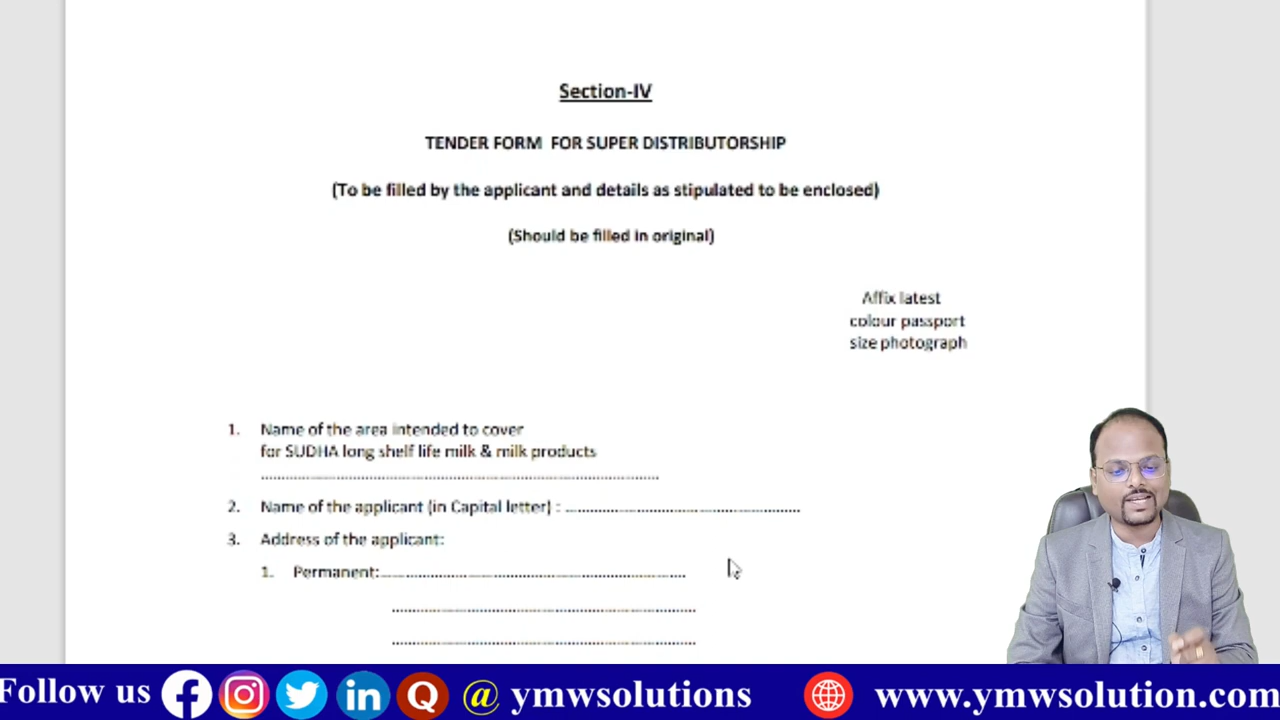 Section-IV
TENDER FORM FOR SUPER DISTRIBUTORSHIP
(To be filled by the applicant and details as stipulated to be enclosed)
(Should be filled in original)
Affix latest
colour passport
size photograph
1. Name of the area intended to cover
for SUDHA long shelf life milk & milk products
2. Name of the applicant (in Capital letter) :
3. Address of the applicant:
1. Permanent:
Follow us @ ymwsolutions www.ymwsolution.com